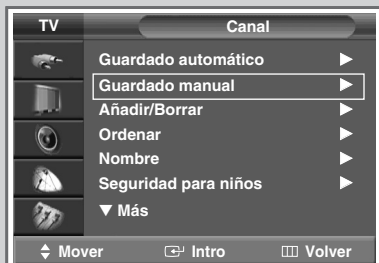 TV Canal
Guardado automático
Guardado manual
Añadir/Borrar
Ordenar
Nombre
Seguridad para niños
▼ Más
Mover Intro Volver